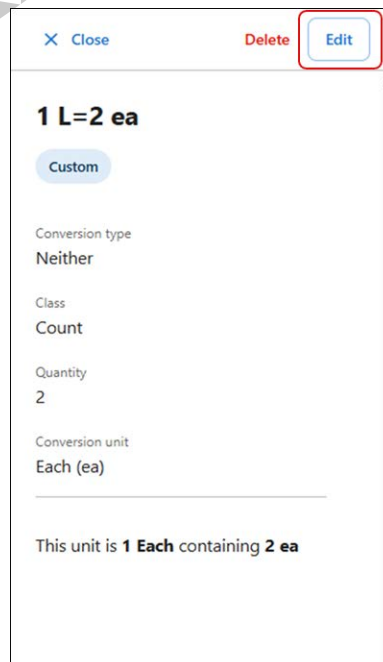 Close
Delete
Edit
1 L=2 ea
Custom
Conversion type
Neither
Class
Count
Quantity
2
Conversion unit
Each (ea)
This unit is 1 Each containing 2 ea